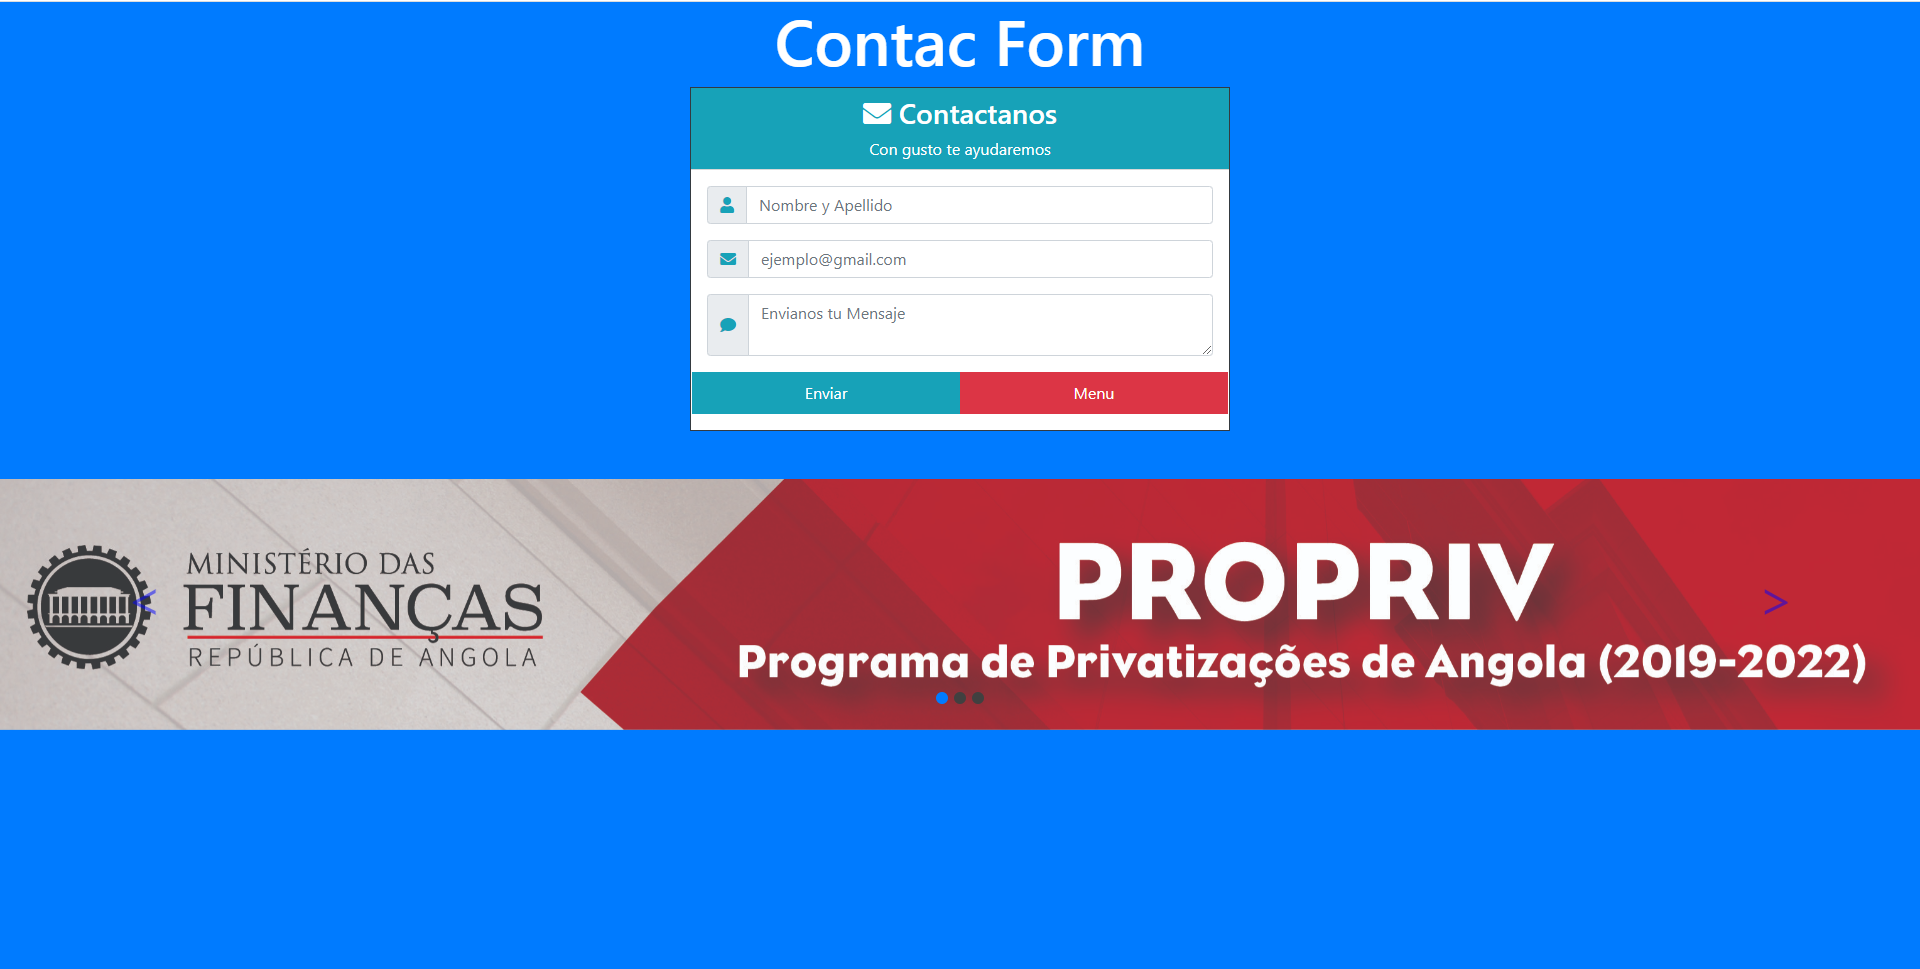 Contac Form
Contactanos
Con gusto te ayudaremos
Nombre y Apellido
ejemplo@gmail.com
Envianos tu Mensaje
Enviar
Menu
MINISTÉRIO DAS
FINANÇAS
REPÚBLICA DE ANGOLA
<
PROPRIV
Programa de Privatizações de Angola (2019-2022)
>